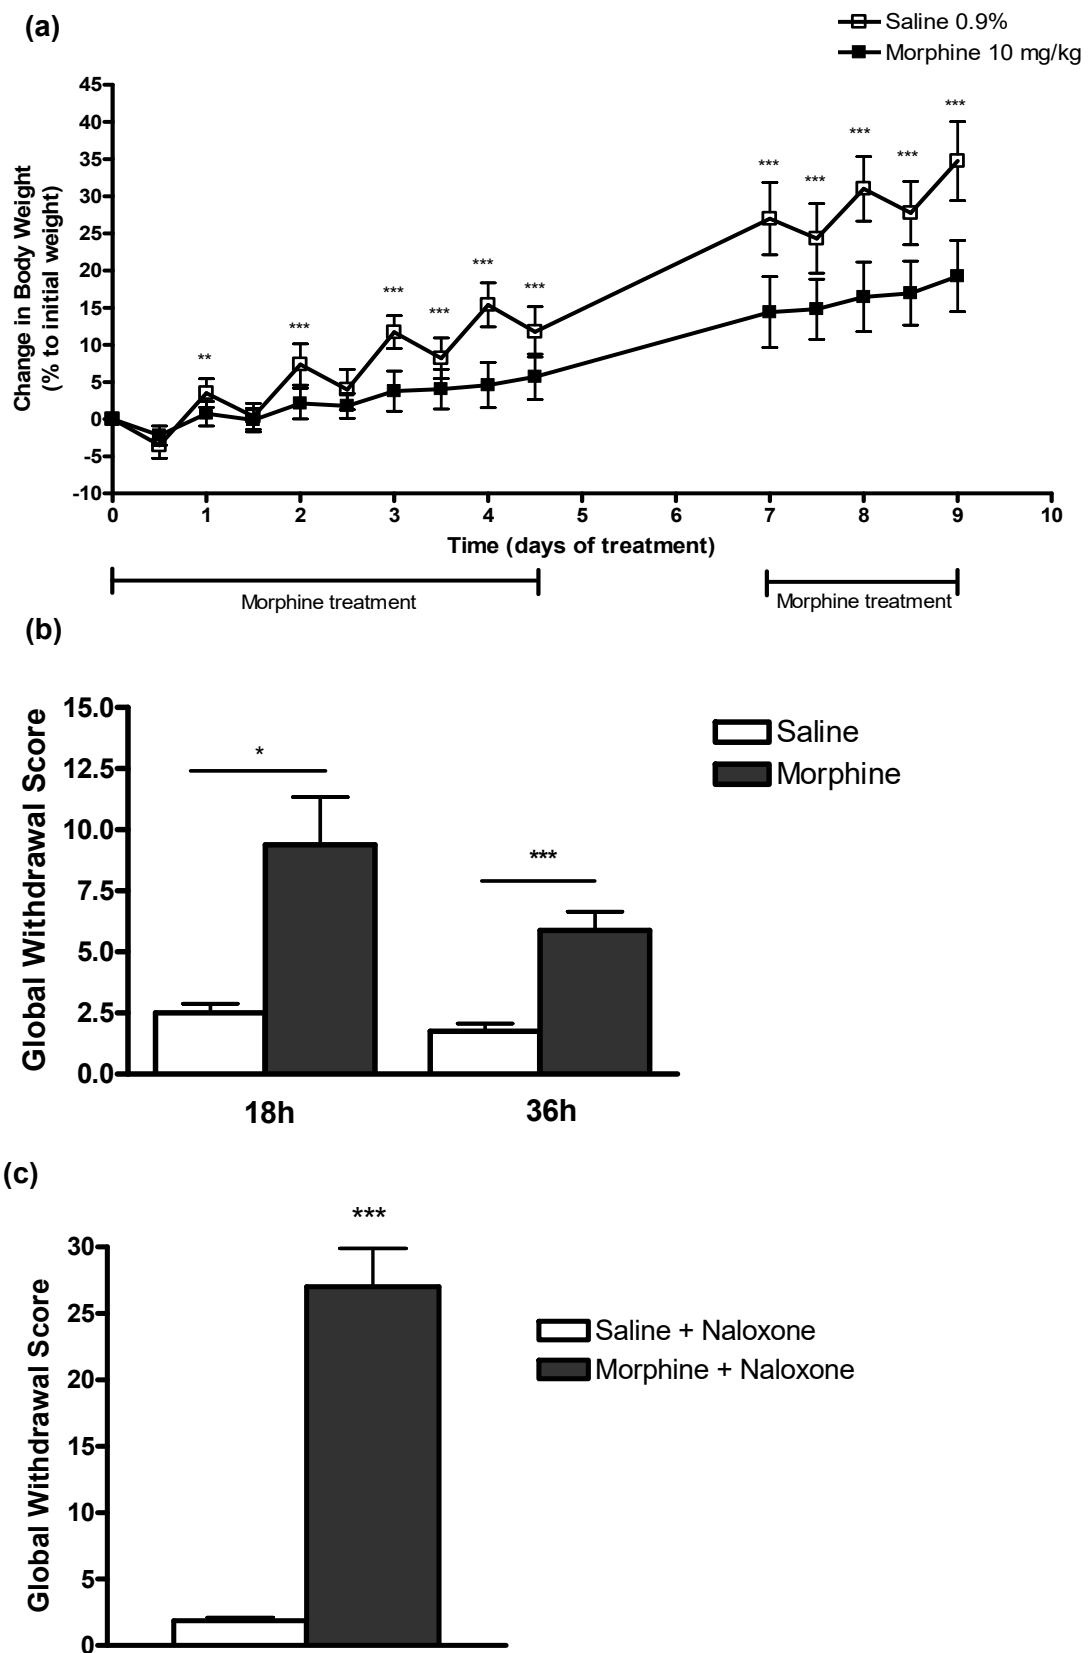 (a)
Saline 0.9%
Morphine 10 mg/kg
Change in Body Weight
(% to initial weight)
45
40
35
30
25
20
15
10
5
0
-5
-10
**
***
***
***
***
***
***
***
***
***
***
0 1 2 3 4 5 6 7 8 9 10
Time (days of treatment)
Morphine treatment Morphine treatment
(b)
Global Withdrawal Score
15.0
12.5
10.0
7.5
5.0
2.5
0.0
*
***
Saline
Morphine
18h 36h
(c)
Global Withdrawal Score
30
25
20
15
10
5
0
***
Saline + Naloxone
Morphine + Naloxone